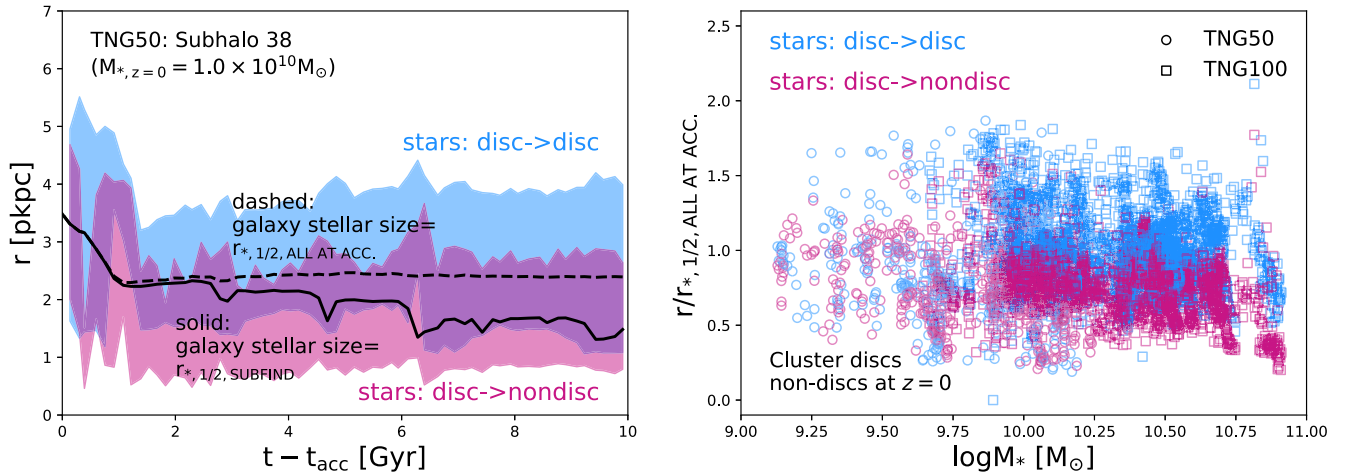 TNG50: Subhalo 38
(M*, z=0 = 1.0 × 10^10 M⊙)
stars: disc->disc
dashed:
galaxy stellar size=
r*, 1/2, ALL AT ACC.
solid:
galaxy stellar size=
r*, 1/2, SUBFIND
stars: disc->nondisc
r [pkpc]
7
6
5
4
3
2
1
0
0 2 4 6 8 10
t − tacc [Gyr]
stars: disc->disc
stars: disc->nondisc
TNG50
TNG100
Cluster discs
non-discs at z = 0
r/r*, 1/2, ALL AT ACC.
2.5
2.0
1.5
1.0
0.5
0.0
9.00 9.25 9.50 9.75 10.00 10.25 10.50 10.75 11.00
logM* [M⊙]